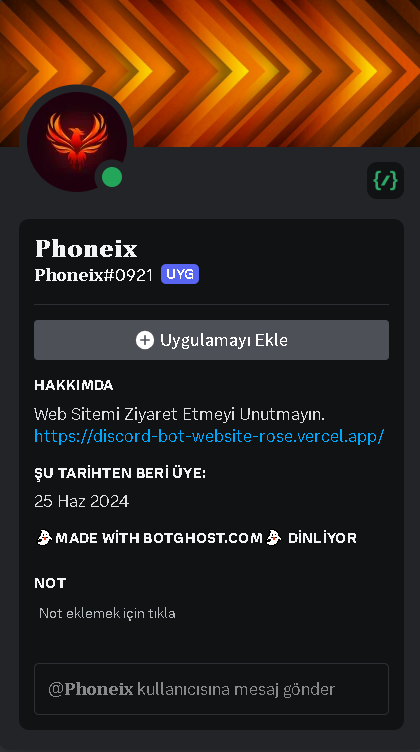 Phoneix
Phoneix#0921 UYG
Uygulamayı Ekle
HAKKIMDA
Web Sitemi Ziyaret Etmeyi Unutmayın.
https://discord-bot-website-rose.vercel.app/
ŞU TARİHTEN BERİ ÜYE:
25 Haz 2024
👻MADE WİTH BOTGHOST.COM👻 DİNLİYOR
NOT
Not eklemek için tıkla
@Phoneix kullanıcısına mesaj gönder